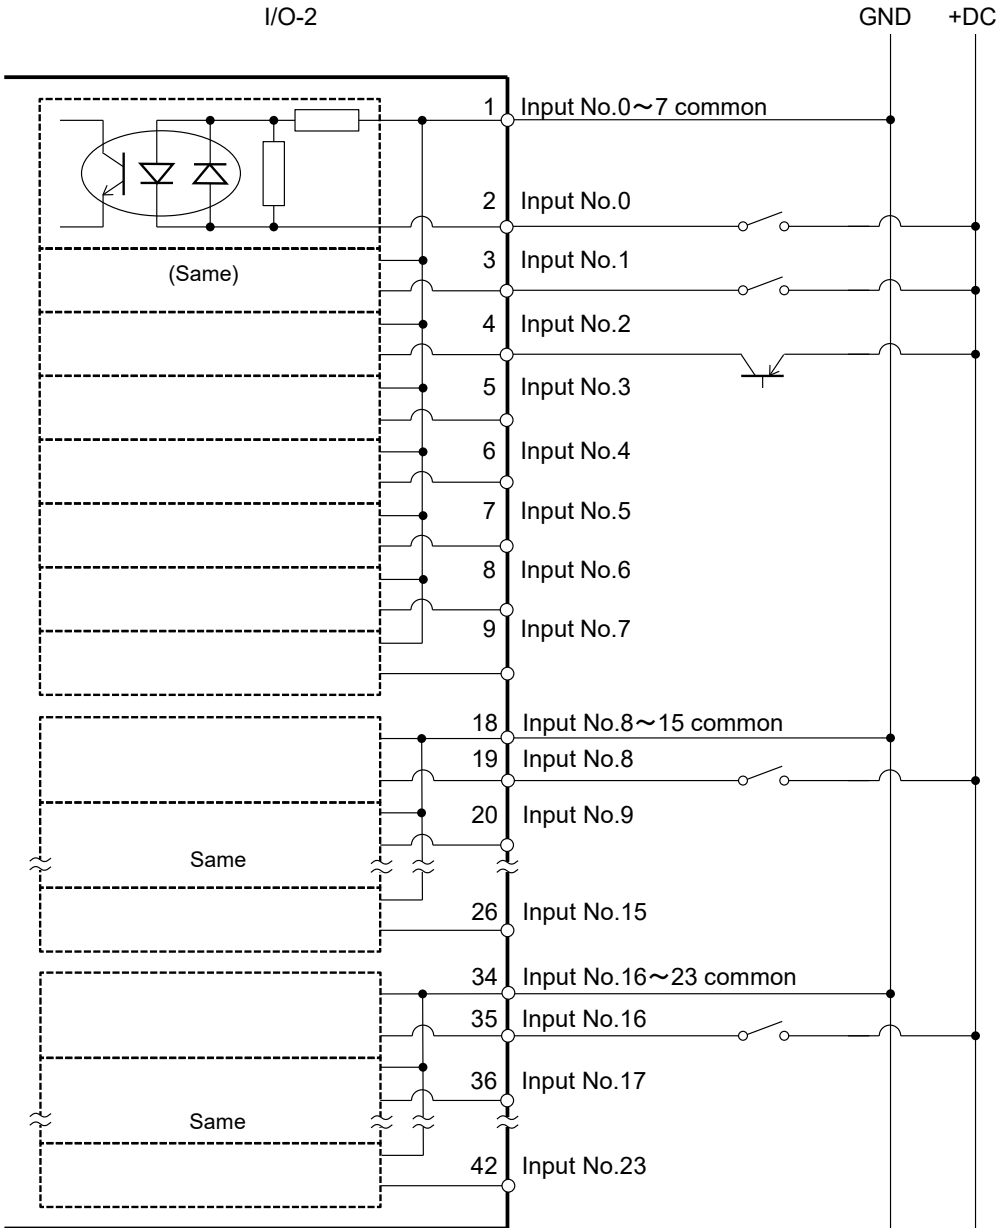 I/O-2 GND +DC
1 Input No.0～7 common
2 Input No.0
3 Input No.1
(Same)
4 Input No.2
5 Input No.3
6 Input No.4
7 Input No.5
8 Input No.6
9 Input No.7
18 Input No.8～15 common
19 Input No.8
20 Input No.9
Same
26 Input No.15
34 Input No.16～23 common
35 Input No.16
36 Input No.17
Same
42 Input No.23